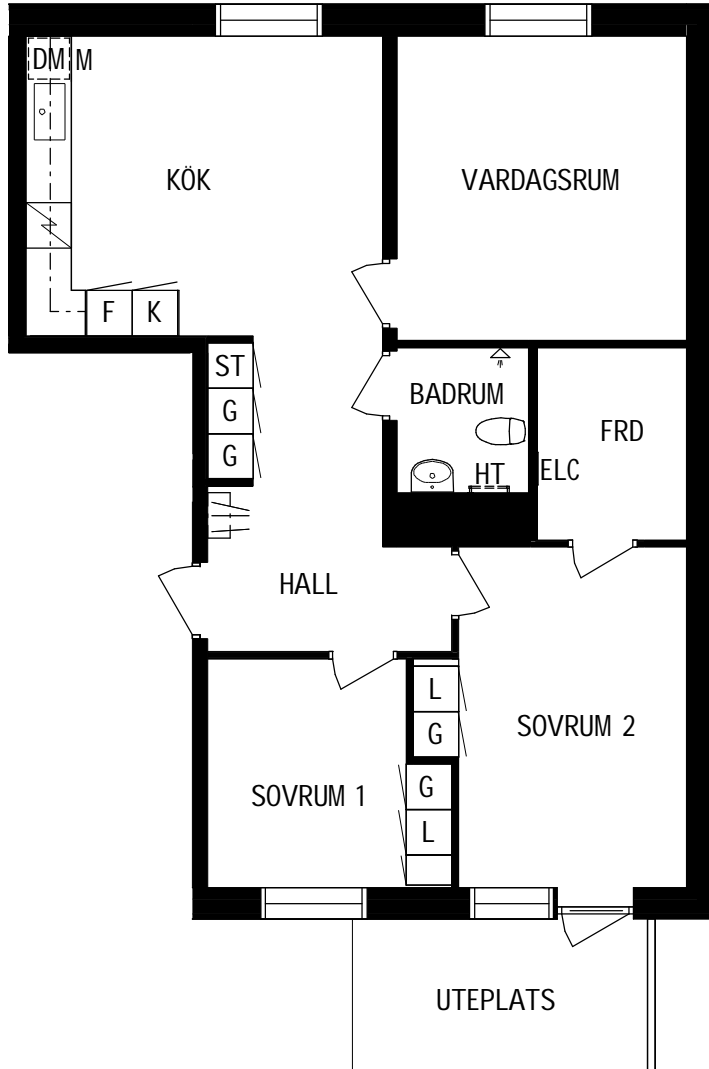 DM M
KÖK
VARDAGSRUM
F K
ST
G
G
BADRUM
FRD
HT
ELC
HALL
L
G
SOVRUM 2
G
L
SOVRUM 1
UTEPLATS